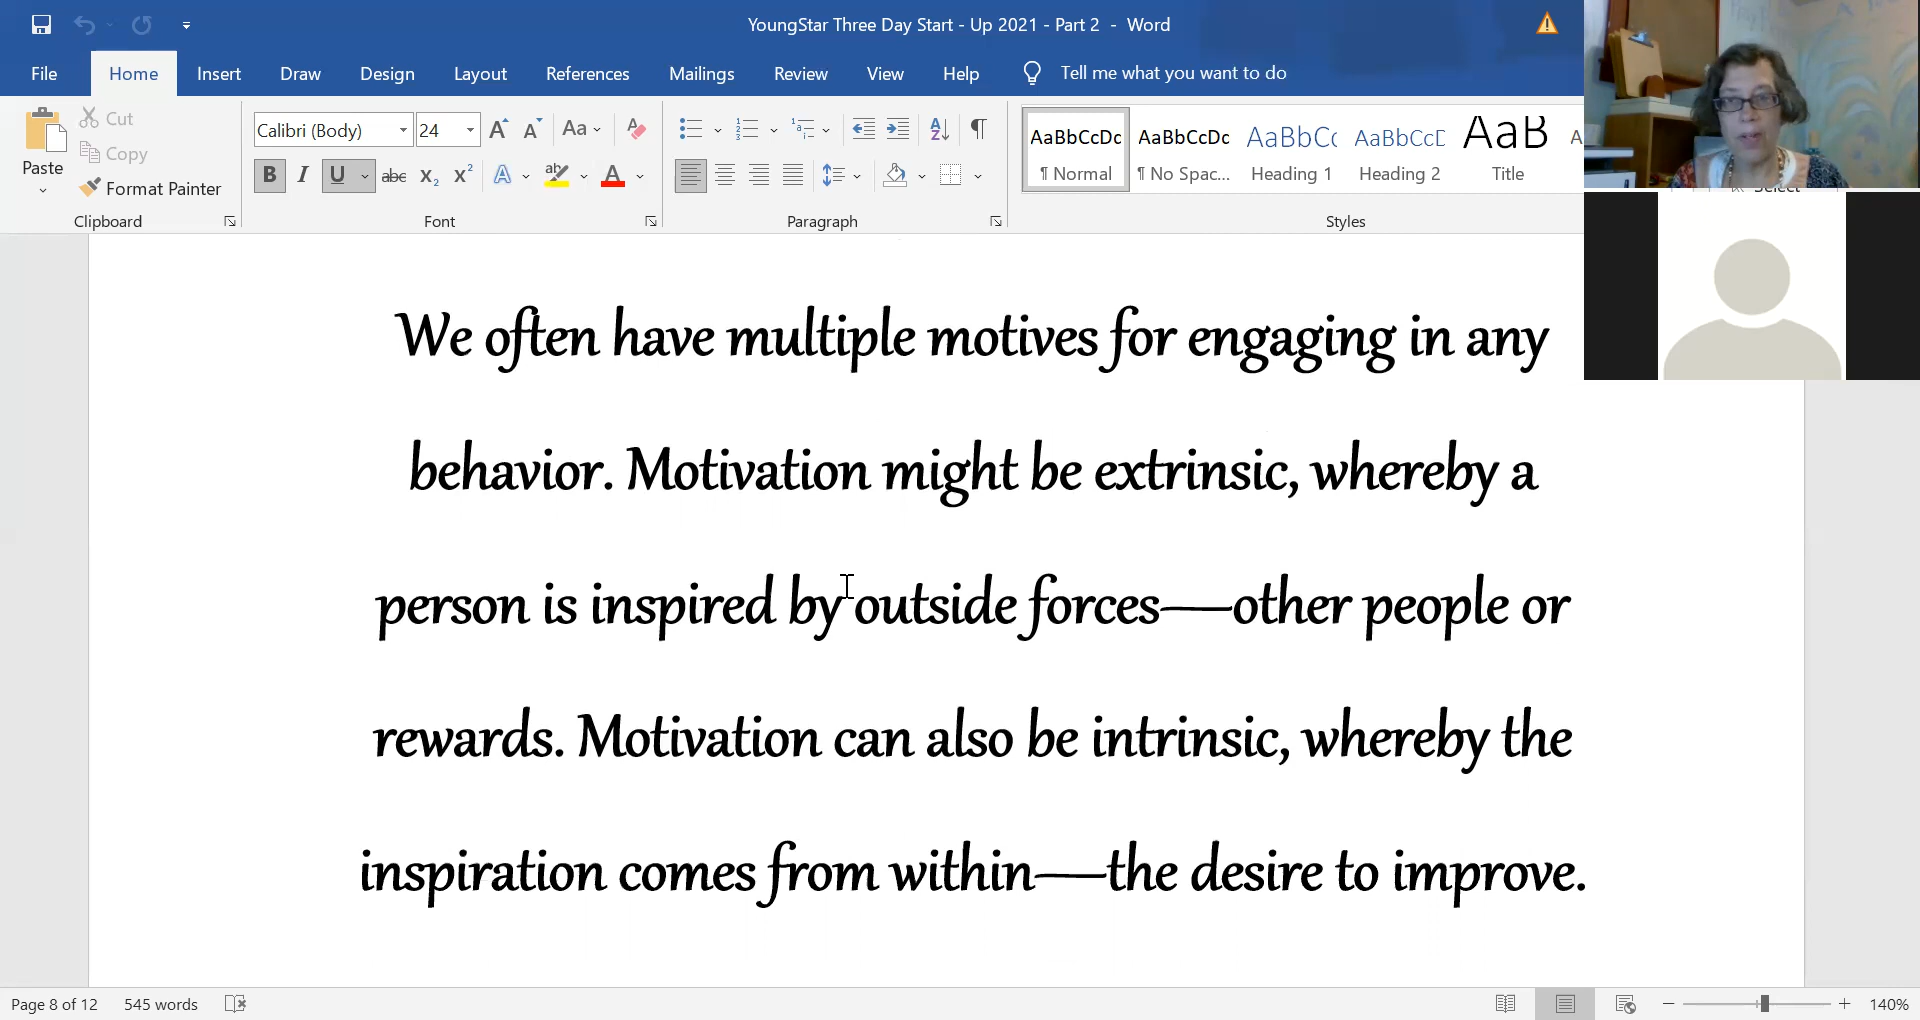 YoungStar Three Day Start - Up 2021 - Part 2 - Word
File Home Insert Draw Design Layout References Mailings Review View Help Tell me what you want to do
Paste
Cut
Copy
Format Painter
Clipboard
Calibri (Body) 24
Font
Paragraph
AaBbCcDc AaBbCcDc AaBbCc AaBbCcD AaB
¶ Normal ¶ No Spac... Heading 1 Heading 2 Title
Styles
Select
We often have multiple motives for engaging in any
behavior. Motivation might be extrinsic, whereby a
person is inspired by outside forces—other people or
rewards. Motivation can also be intrinsic, whereby the
inspiration comes from within—the desire to improve.
Page 8 of 12 545 words 140%